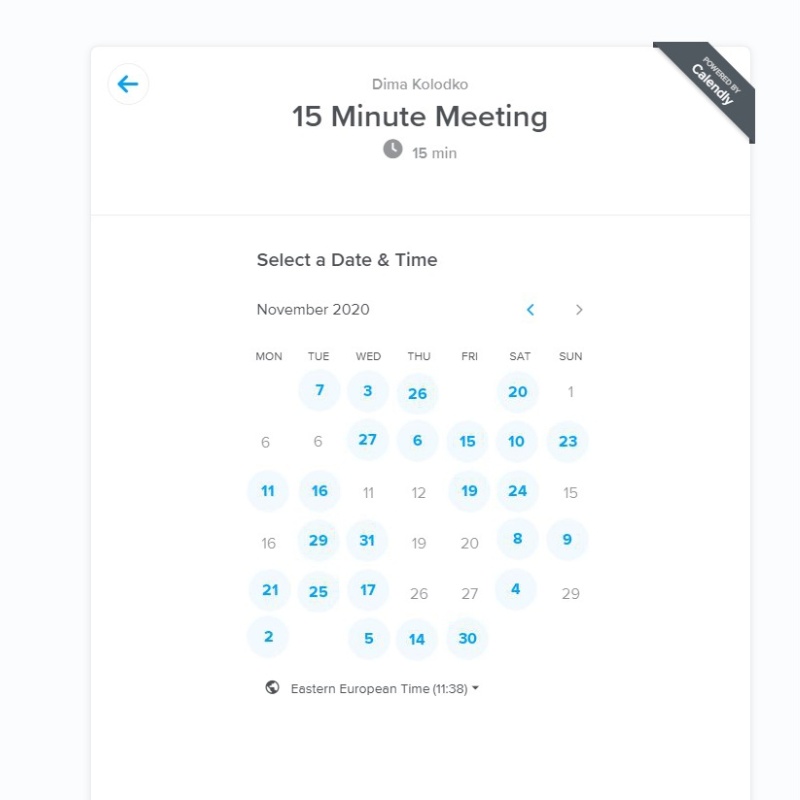 POWERED BY
Calendly
Dima Kolodko
15 Minute Meeting
15 min
Select a Date & Time
November 2020
MON TUE WED THU FRI SAT SUN
7 3 26 20 1
6 6 27 6 15 10 23
11 16 11 12 19 24 15
16 29 31 19 20 8 9
21 25 17 26 27 4 29
2 5 14 30
Eastern European Time (11:38)